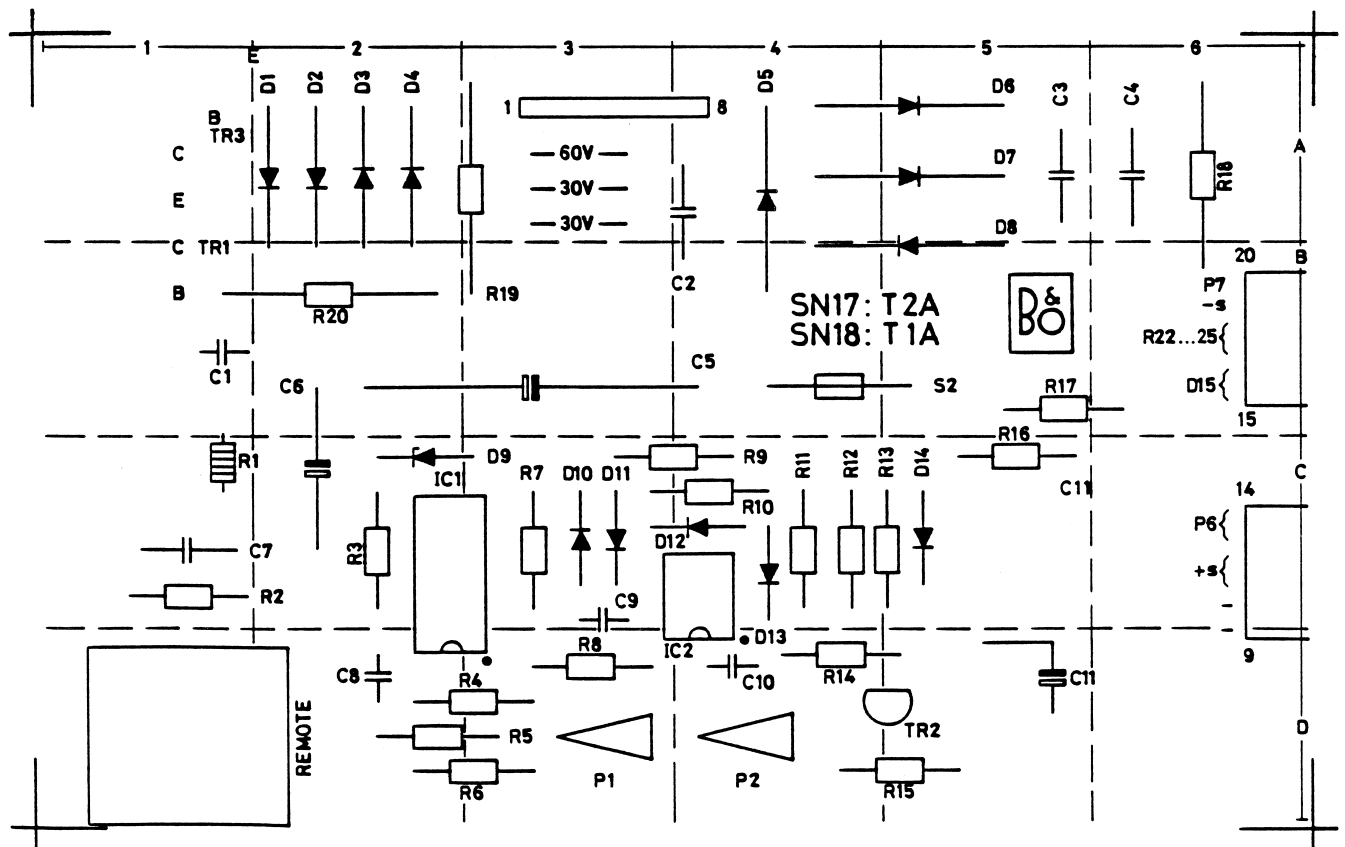 1 2 3 4 5 6
E
D1 D2 D3 D4 D5 D6 C3 C4
B
TR3
1 8
C
60V
D7
A
E
30V
R18
30V
D8
C TR1
20 B
B
R19
C2
P7
R20
SN17: T2A
B&O
-s
SN18: T1A
R22...25{
C1
C6
C5
S2
R17
D15{
15
R1
D9
R9
R16
C
IC1
R7 D10 D11
R11 R12 R13 D14
C11
14
R10
P6{
C7
R3
D12
+s{
R2
C9
-
D13
-
IC2
R8
9
C8
C10
R14
C11
R4
REMOTE
R5
TR2
D
P1
P2
R6
R15